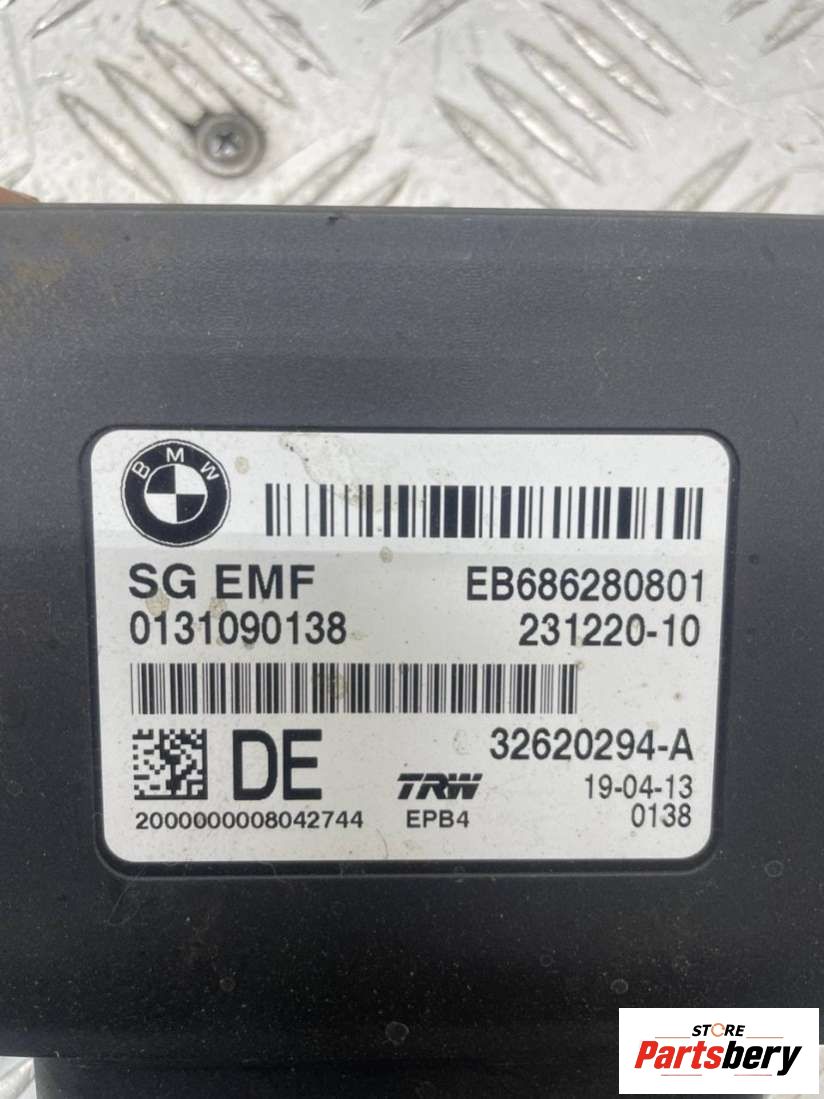 BMW
SG EMF EB686280801
0131090138 231220-10
DE 32620294-A
TRW 19-04-13
2000000008042744 EPB4 0138
STORE
Partsbery